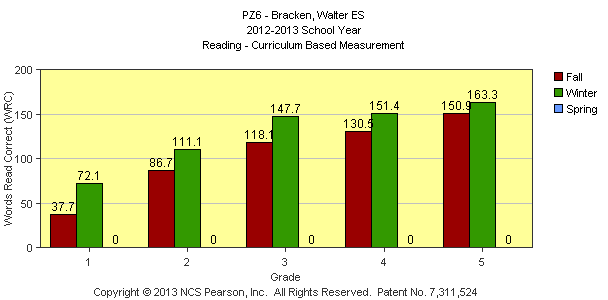 PZ6 - Bracken, Walter ES
2012-2013 School Year
Reading - Curriculum Based Measurement
Words Read Correct (WRC)
200
150
100
50
0
37.7
72.1
0
86.7
111.1
0
118.1
147.7
0
130.5
151.4
0
150.9
163.3
0
1
2
3
4
5
Grade
Fall
Winter
Spring
Copyright © 2013 NCS Pearson, Inc. All Rights Reserved. Patent No. 7,311,524